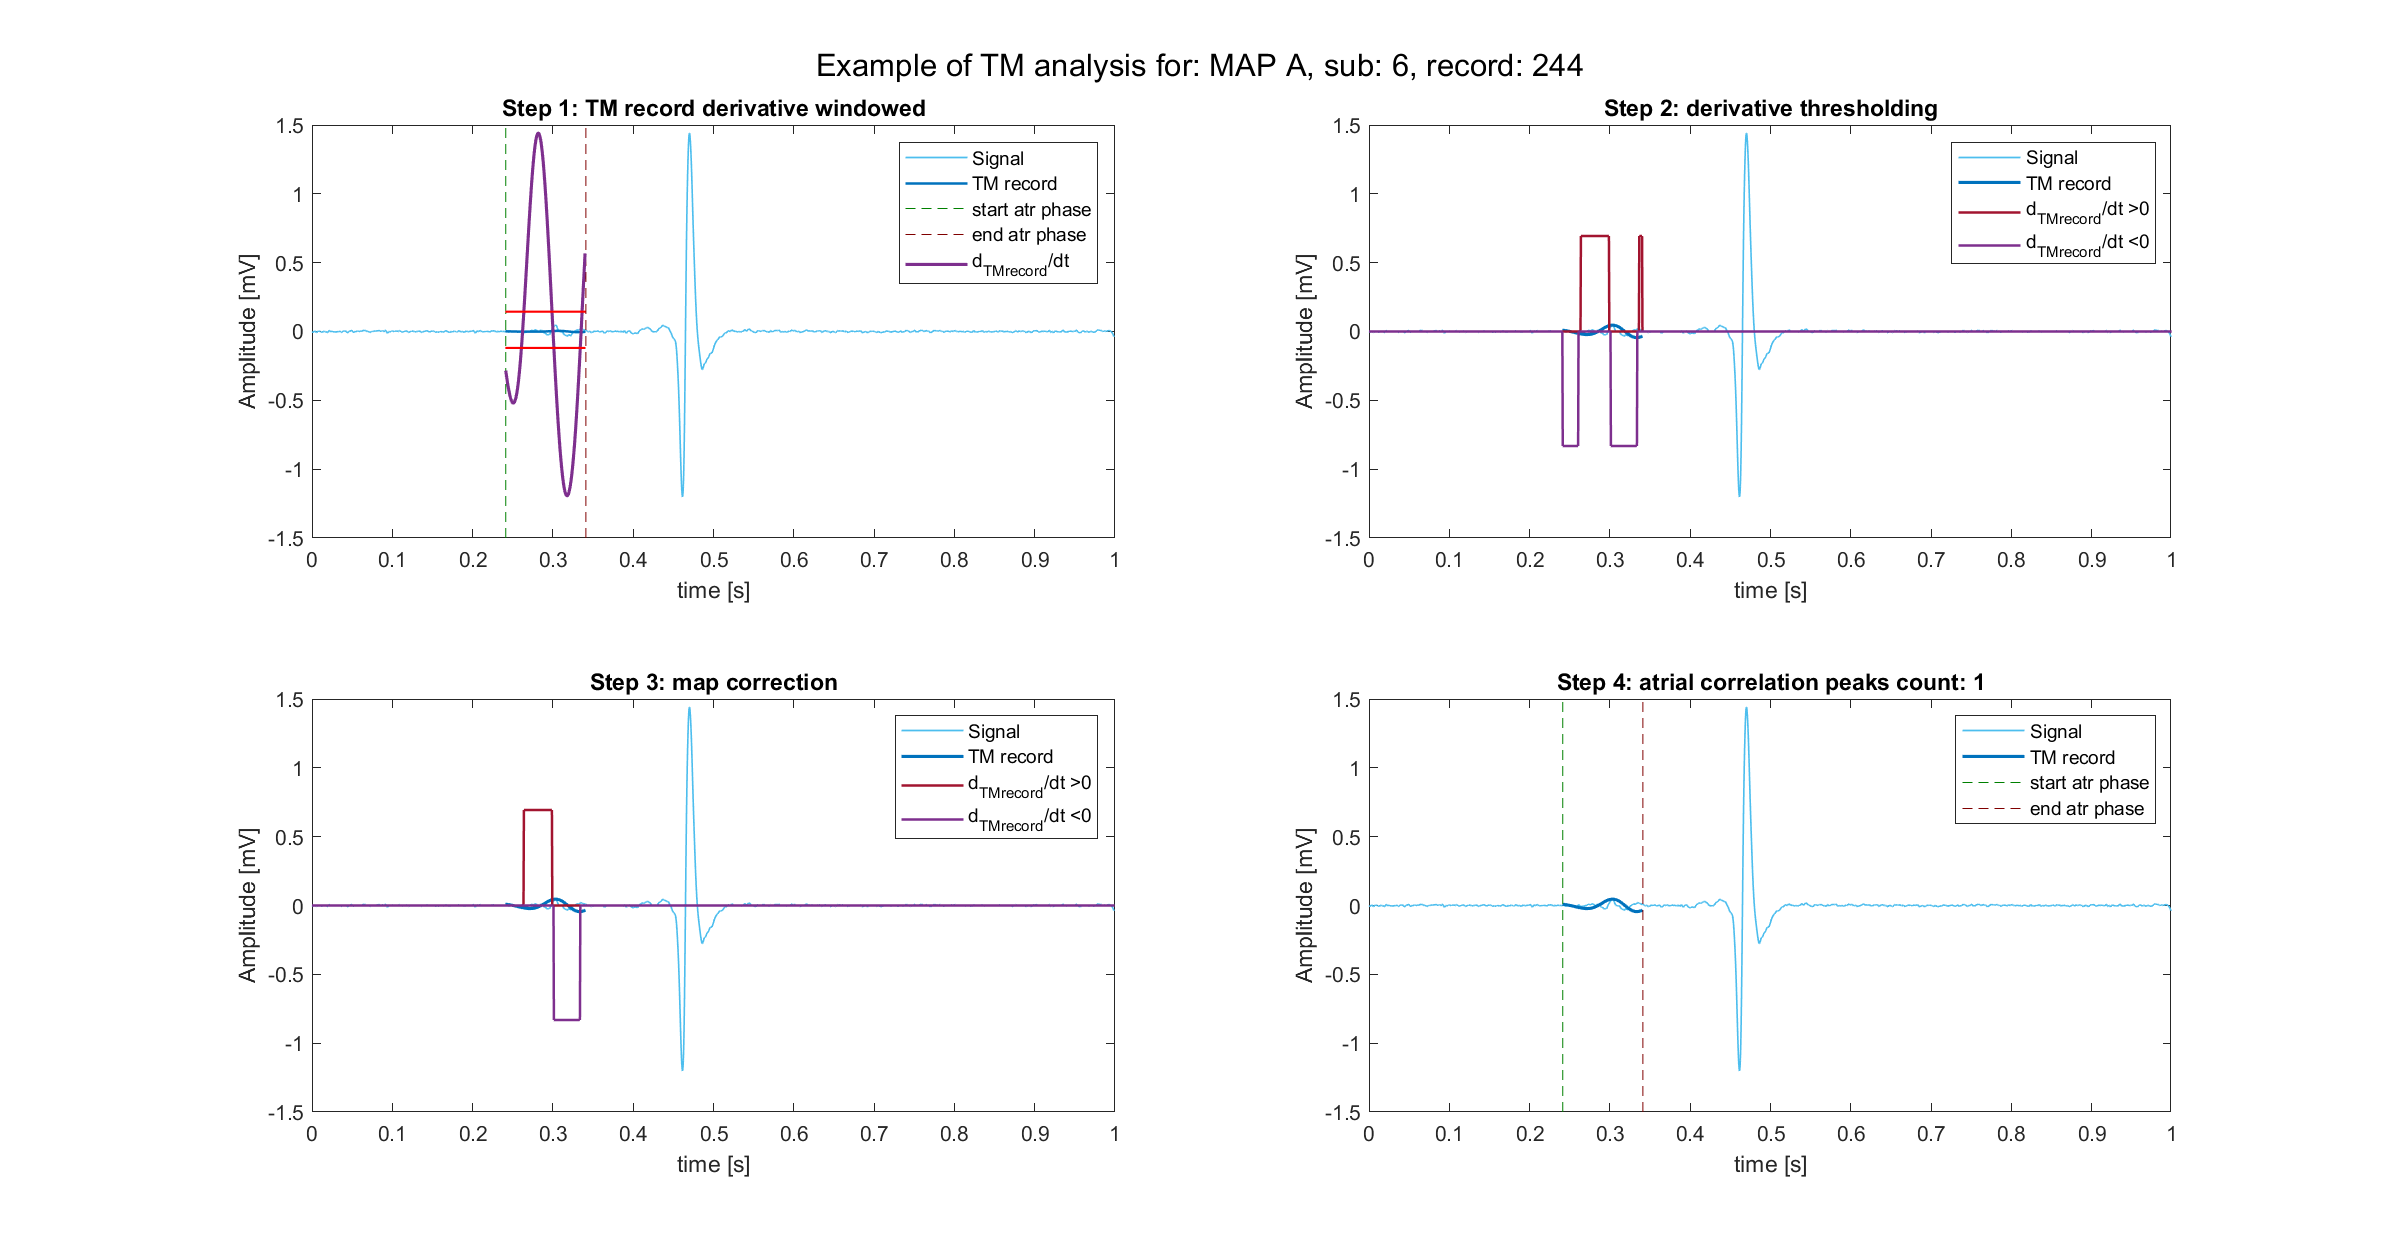 Example of TM analysis for: MAP A, sub: 6, record: 244
Step 1: TM record derivative windowed
1.5
1
0.5
0
-0.5
-1
-1.5
Amplitude [mV]
Signal
TM record
start atr phase
end atr phase
dTMrecord/dt
0 0.1 0.2 0.3 0.4 0.5 0.6 0.7 0.8 0.9 1
time [s]
Step 2: derivative thresholding
1.5
1
0.5
0
-0.5
-1
-1.5
Amplitude [mV]
Signal
TM record
dTMrecord/dt >0
dTMrecord/dt <0
0 0.1 0.2 0.3 0.4 0.5 0.6 0.7 0.8 0.9 1
time [s]
Step 3: map correction
1.5
1
0.5
0
-0.5
-1
-1.5
Amplitude [mV]
Signal
TM record
dTMrecord/dt >0
dTMrecord/dt <0
0 0.1 0.2 0.3 0.4 0.5 0.6 0.7 0.8 0.9 1
time [s]
Step 4: atrial correlation peaks count: 1
1.5
1
0.5
0
-0.5
-1
-1.5
Amplitude [mV]
Signal
TM record
start atr phase
end atr phase
0 0.1 0.2 0.3 0.4 0.5 0.6 0.7 0.8 0.9 1
time [s]